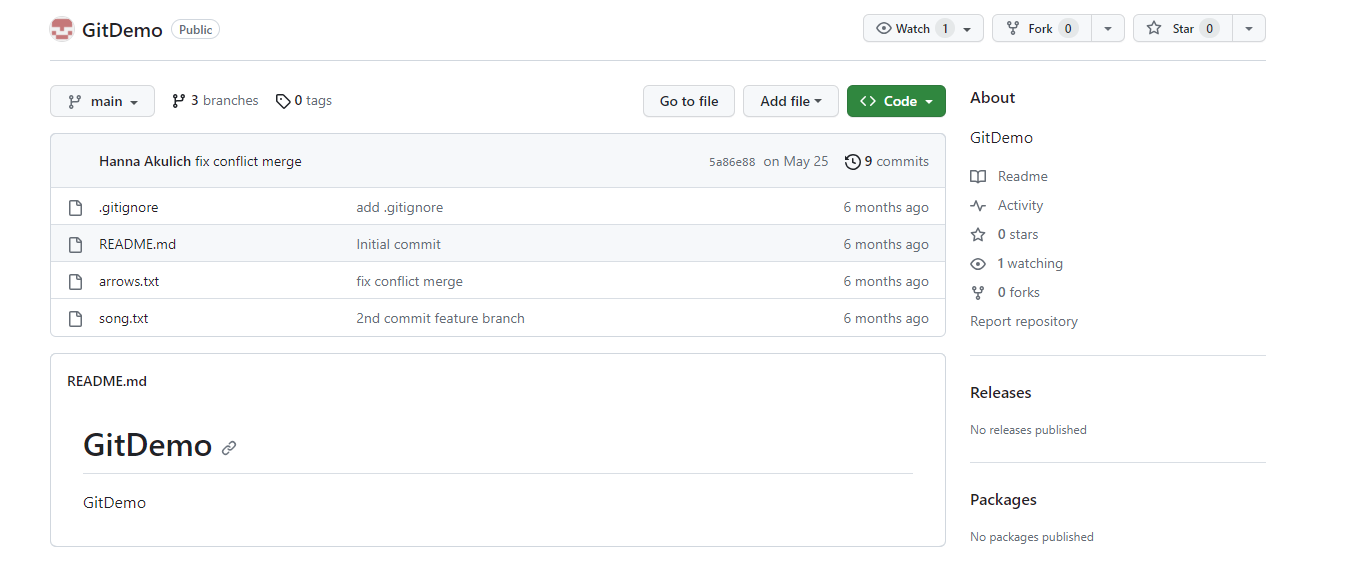 GitDemo Public Watch 1 Fork 0 Star 0
main 3 branches 0 tags Go to file Add file Code
Hanna Akulich fix conflict merge 5a86e88 on May 25 9 commits
.gitignore add .gitignore 6 months ago
README.md Initial commit 6 months ago
arrows.txt fix conflict merge 6 months ago
song.txt 2nd commit feature branch 6 months ago
README.md
GitDemo
GitDemo
About
GitDemo
Readme
Activity
0 stars
1 watching
0 forks
Report repository
Releases
No releases published
Packages
No packages published